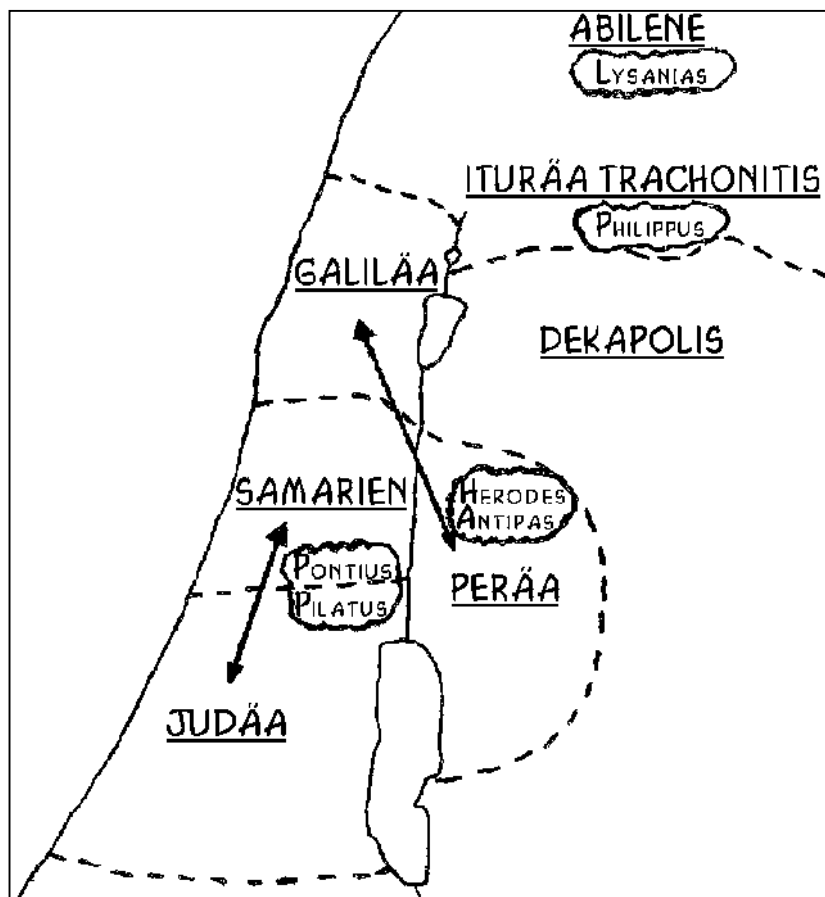 ABILENE
LYSANIAS
ITURÄA TRACHONITIS
PHILIPPUS
GALILÄA
DEKAPOLIS
SAMARIEN
HERODES
ANTIPAS
PONTIUS
PILATUS
PERÄA
JUDÄA